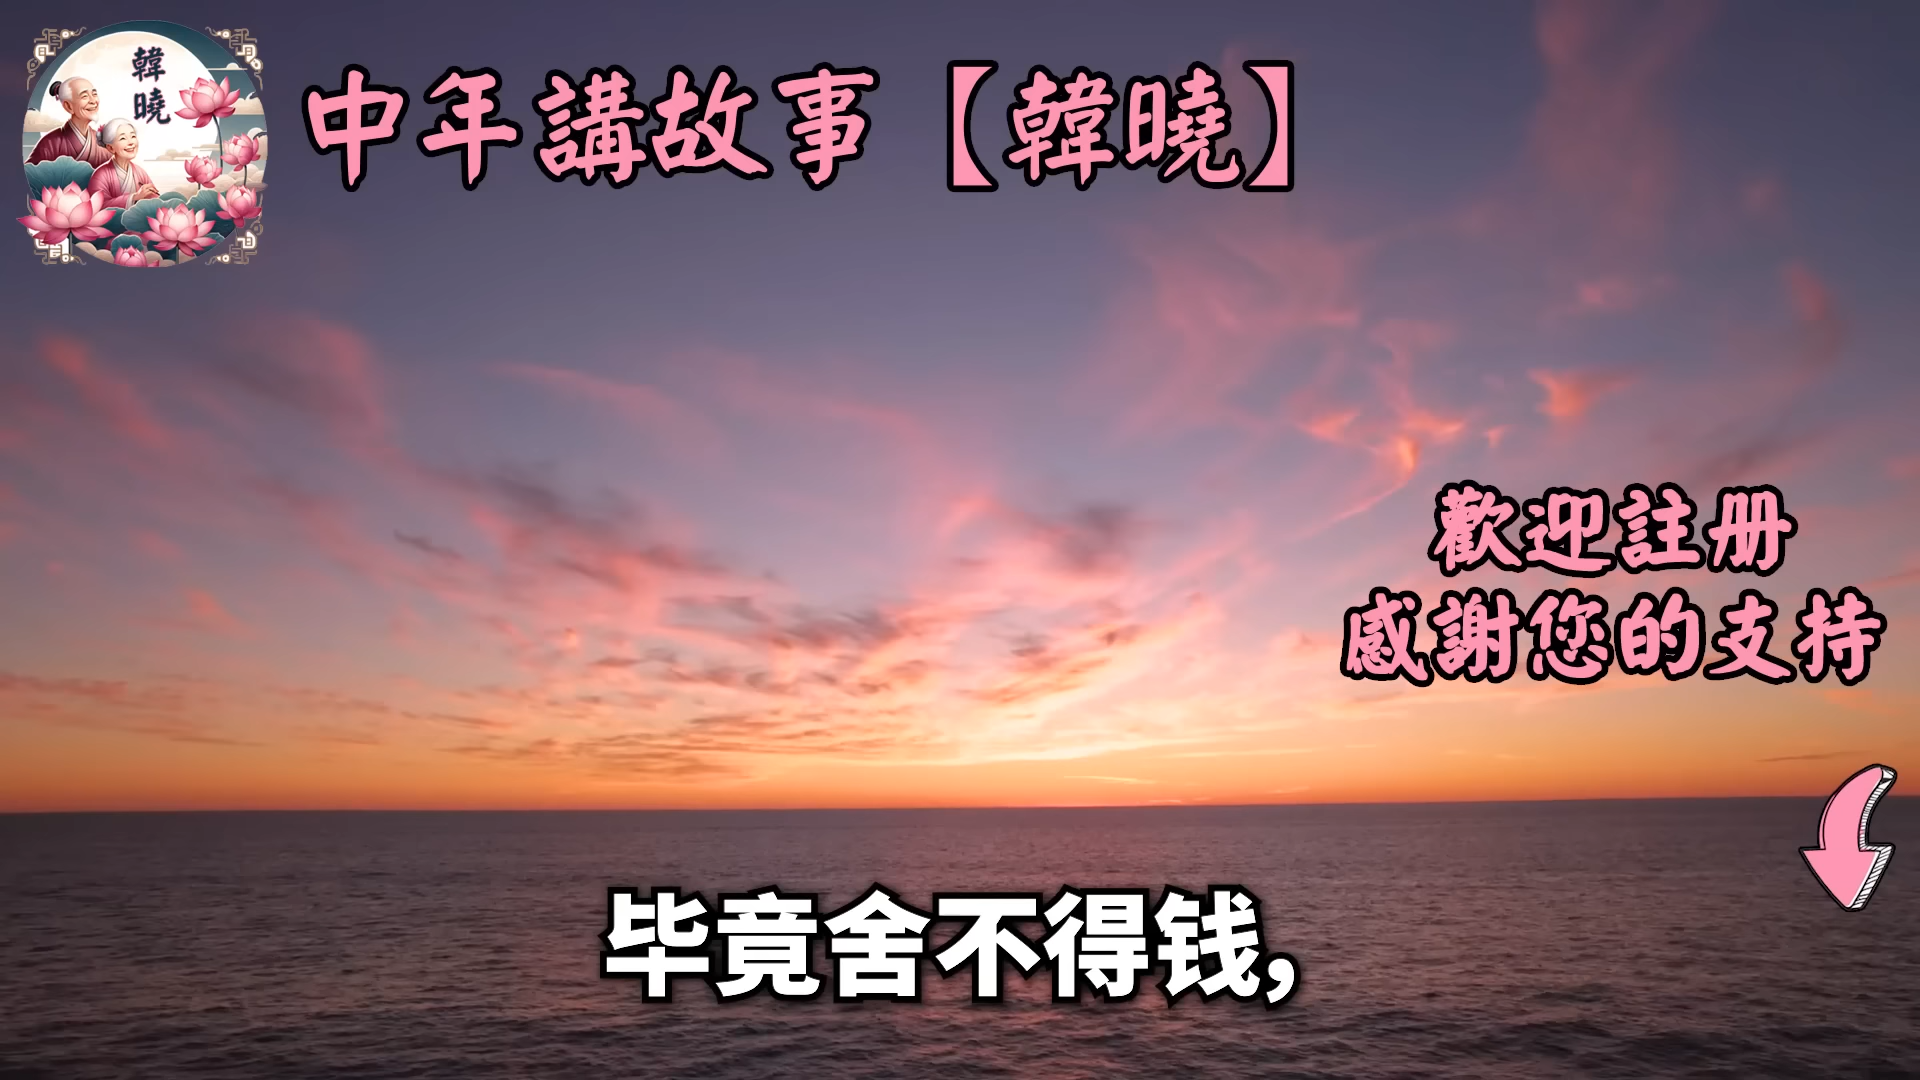 韓
曉
中年講故事【韓曉】
歡迎註册
感謝您的支持
毕竟舍不得钱,